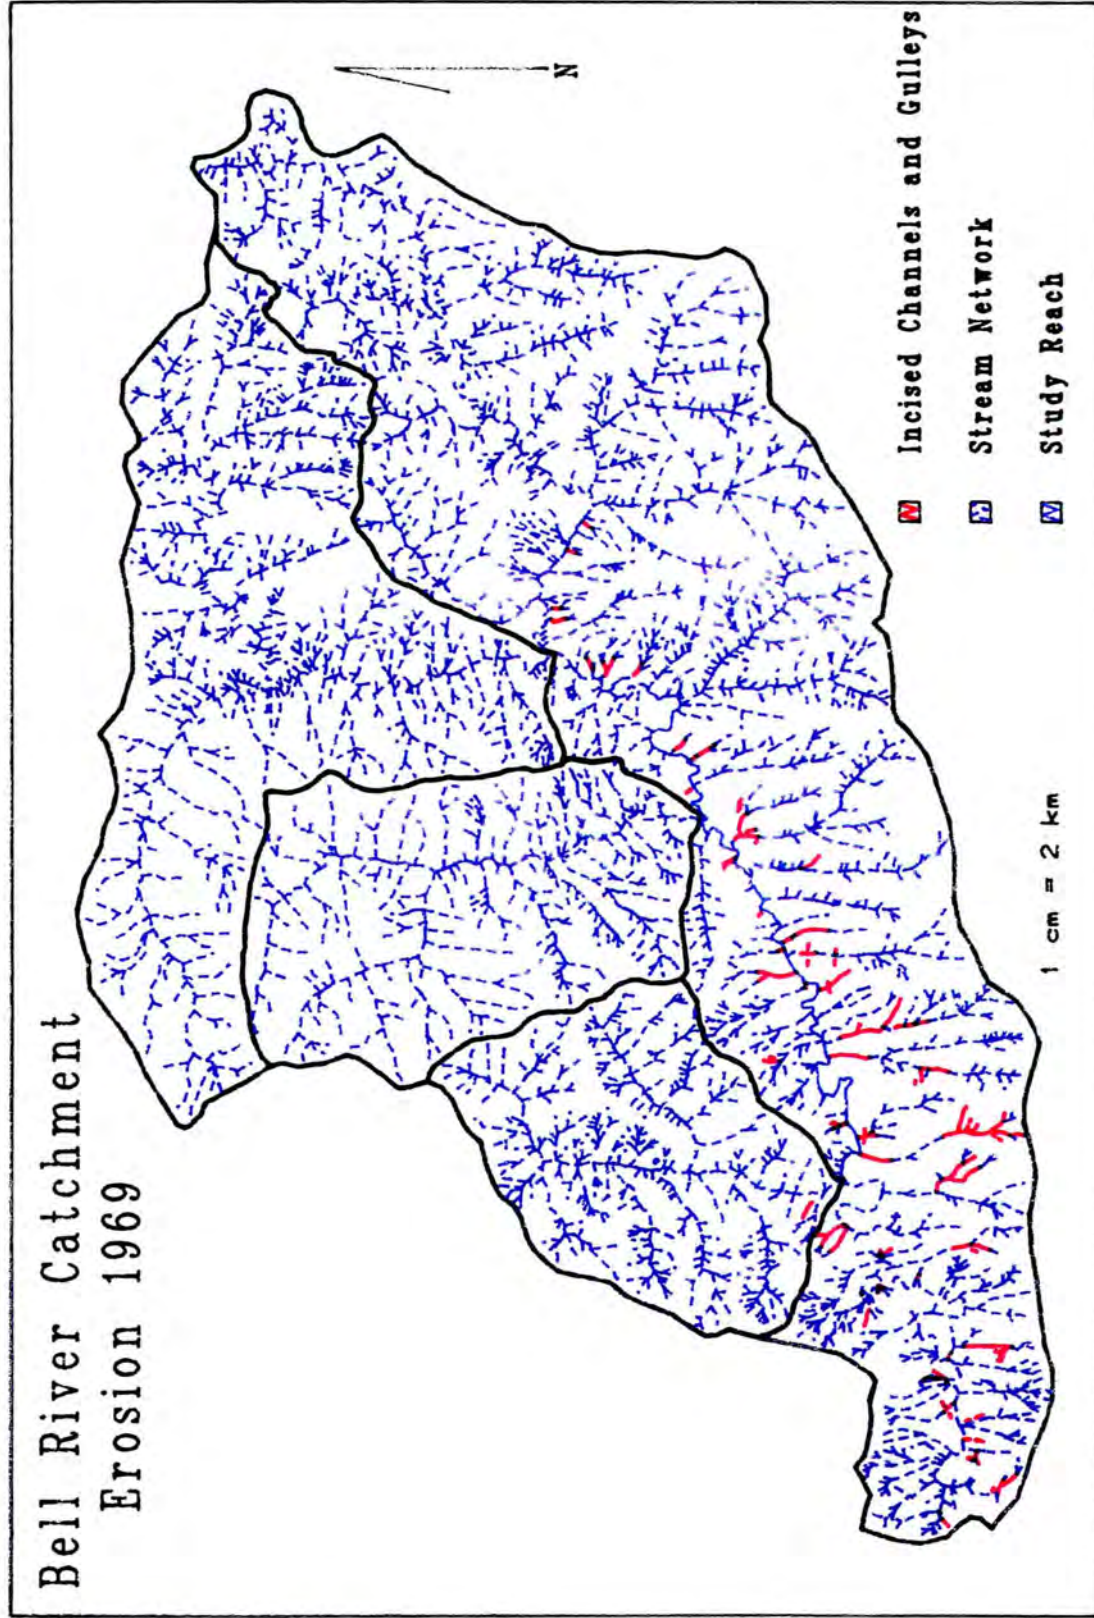 Bell River Catchment
Erosion 1969
N
Incised Channels and Gulleys
Stream Network
Study Reach
1 cm = 2 km